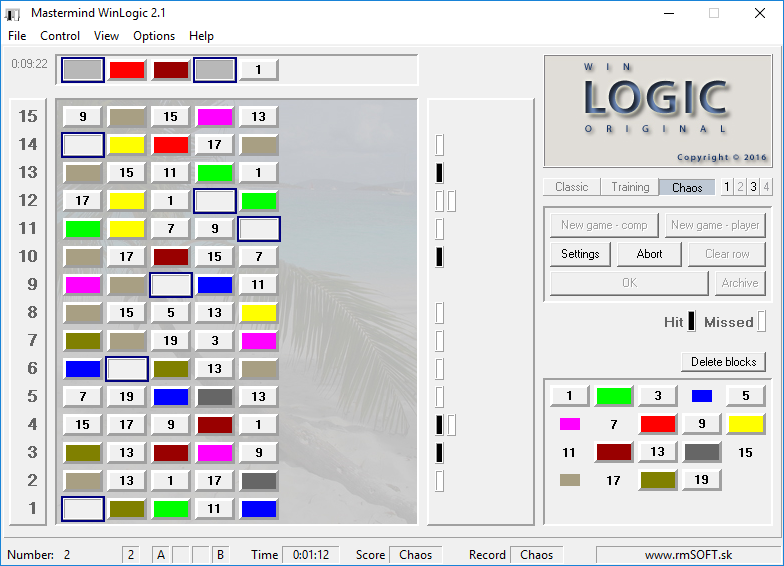 Mastermind WinLogic 2.1
File Control View Options Help
0:09:22 1
WIN
LOGIC
ORIGINAL
Copyright © 2016
15 9 15 13
14 17
13 15 11 1
12 17 1
11 7 9
10 17 15 7
9 11
8 15 5 13
7 19 3
6 13
5 7 19 13
4 15 17 9 1
3 13 9
2 13 1 17
1 11
Classic Training Chaos 1 2 3 4
New game - comp New game - player
Settings Abort Clear row
OK Archive
Hit Missed
Delete blocks
1 3 5
7 9
11 13 15
17 19
Number: 2 2 A B Time 0:01:12 Score Chaos Record Chaos www.rmSOFT.sk